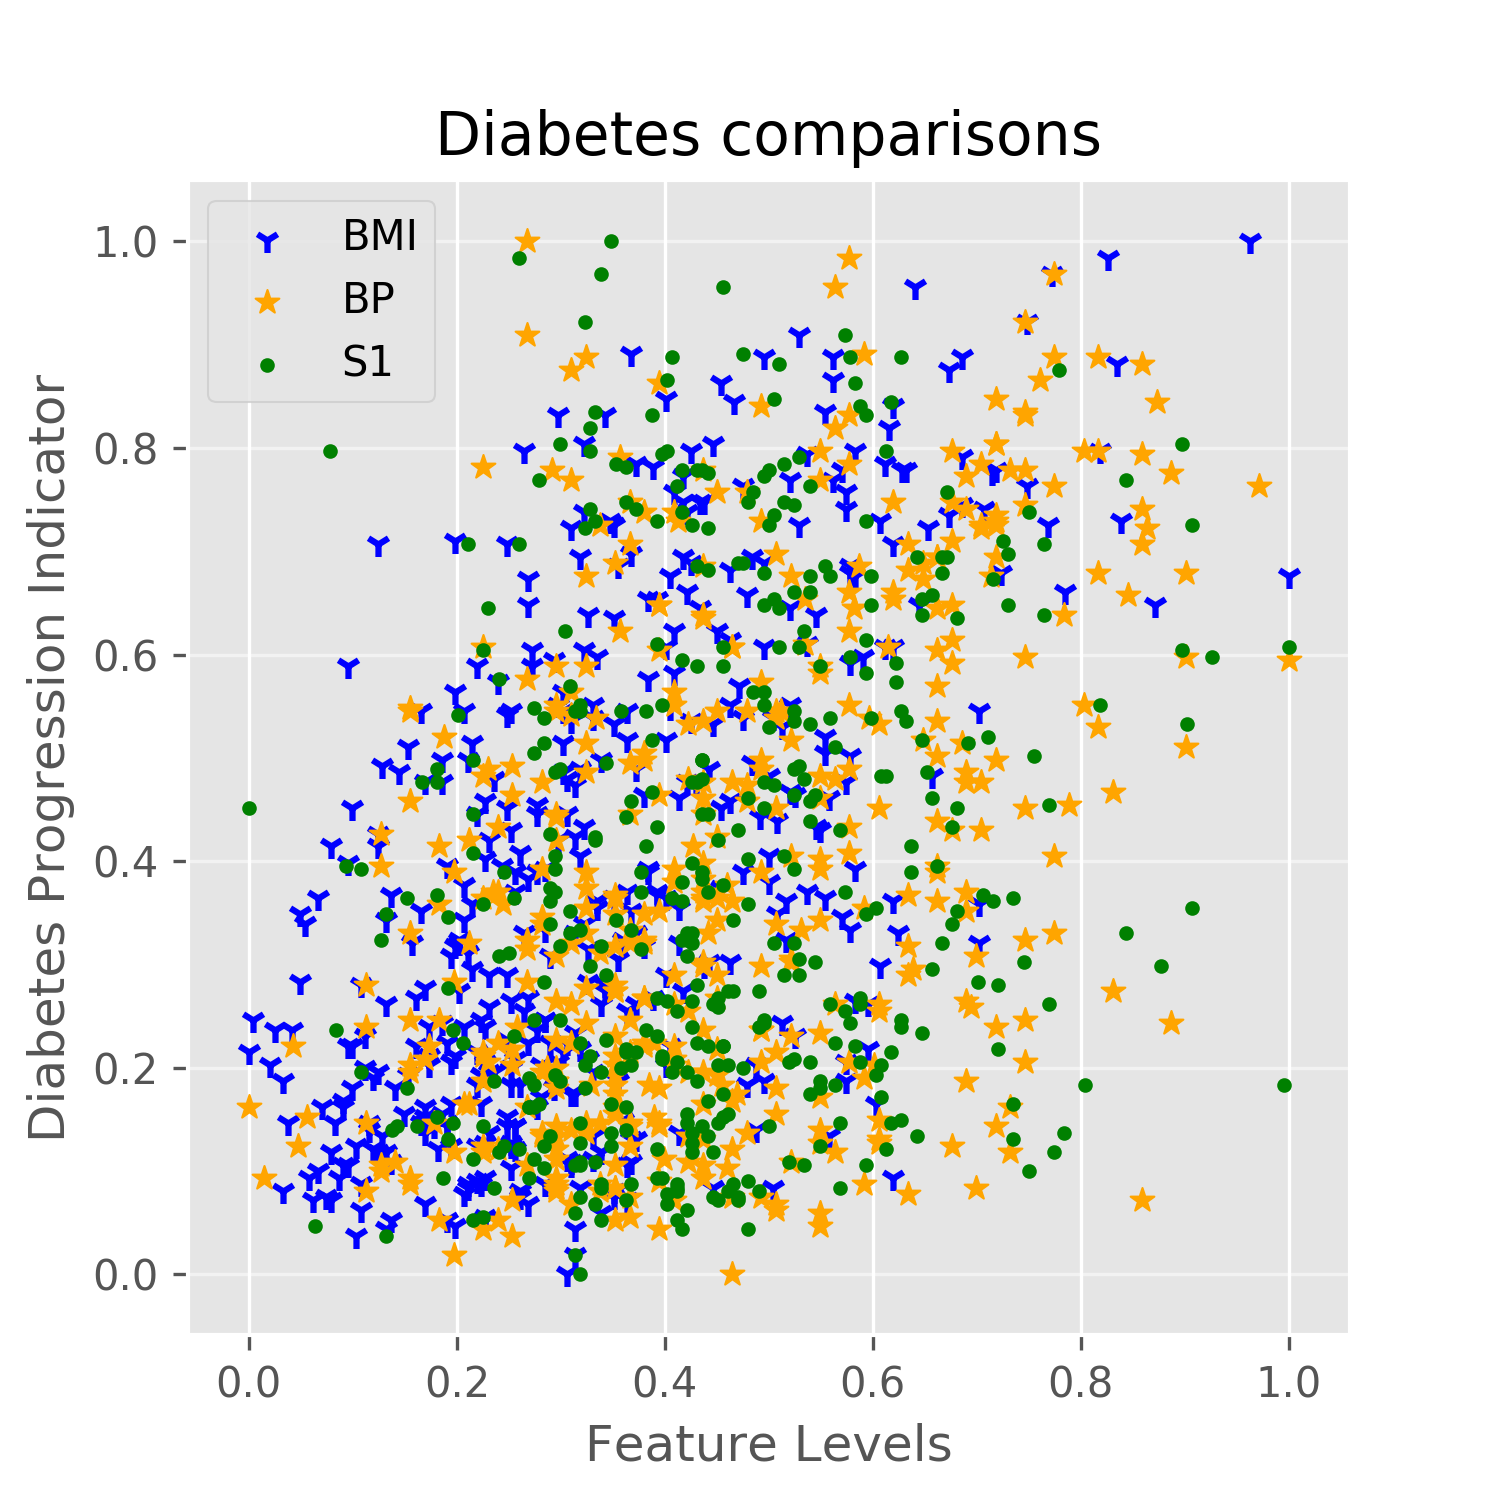 Diabetes comparisons
BMI
BP
S1
1.0
0.8
0.6
0.4
0.2
0.0
Diabetes Progression Indicator
0.0 0.2 0.4 0.6 0.8 1.0
Feature Levels